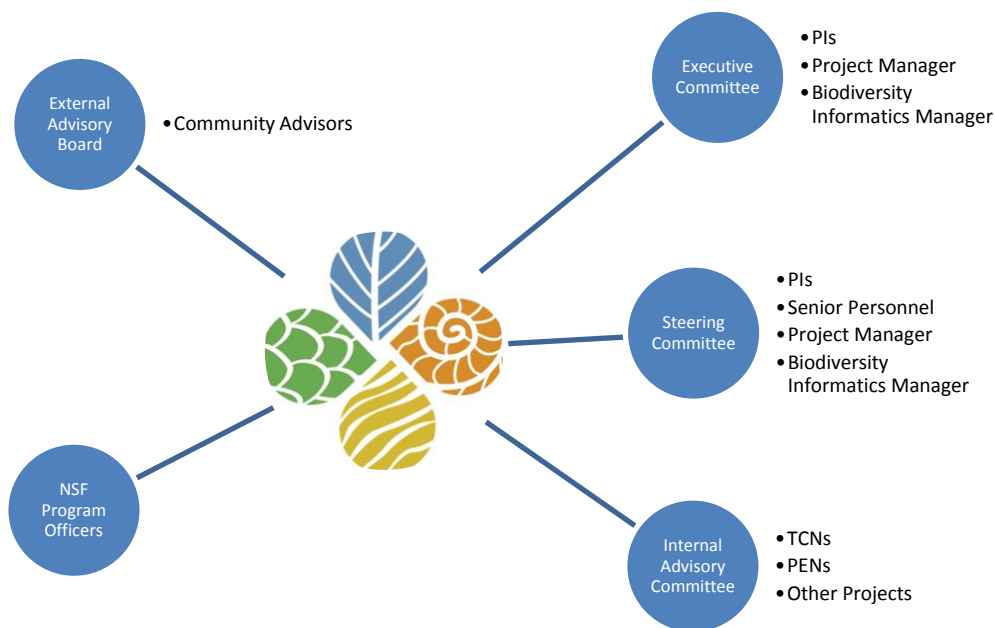 External
Advisory
Board
• Community Advisors
Executive
Committee
• PIs
• Project Manager
• Biodiversity
Informatics Manager
Steering
Committee
• PIs
• Senior Personnel
• Project Manager
• Biodiversity
Informatics Manager
NSF
Program
Officers
Internal
Advisory
Committee
• TCNs
• PENs
• Other Projects